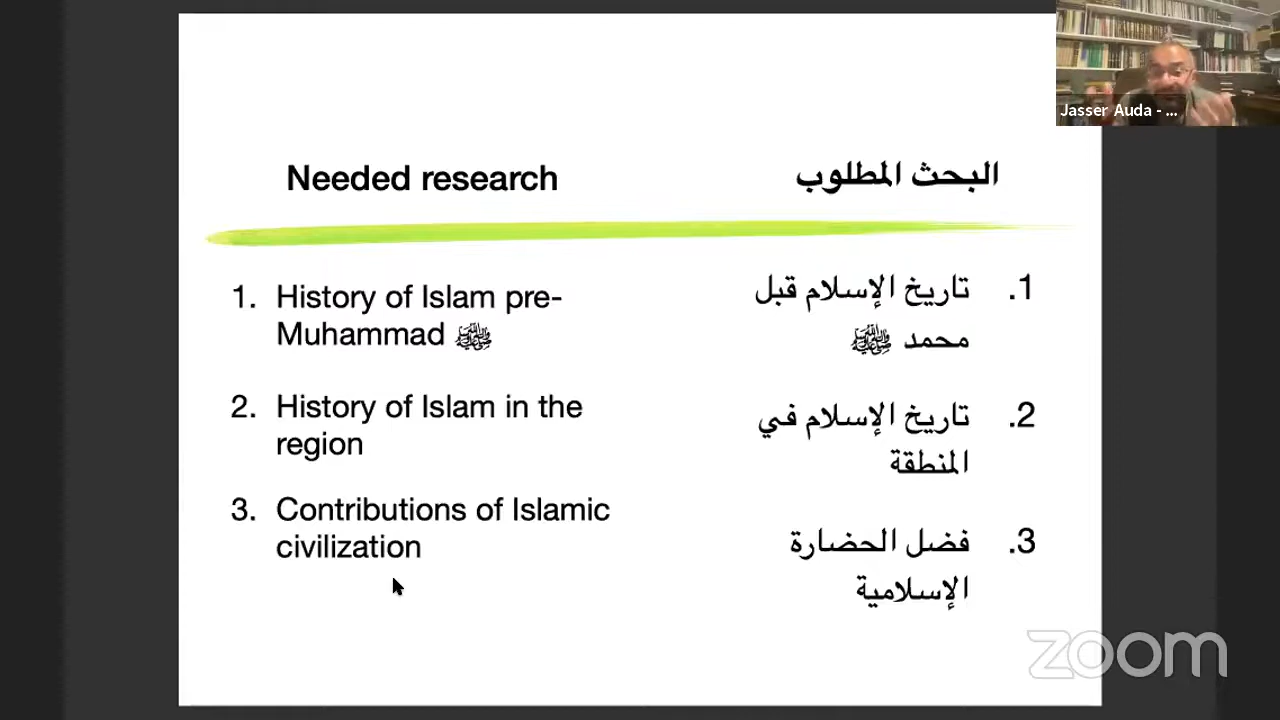 Jasser Auda - ...
Needed research
البحث المطلوب
1. History of Islam pre-
Muhammad ﷺ
2. History of Islam in the
region
3. Contributions of Islamic
civilization
1. تاريخ الإسلام قبل
محمد ﷺ
2. تاريخ الإسلام في
المنطقة
3. فضل الحضارة
الإسلامية
zoom